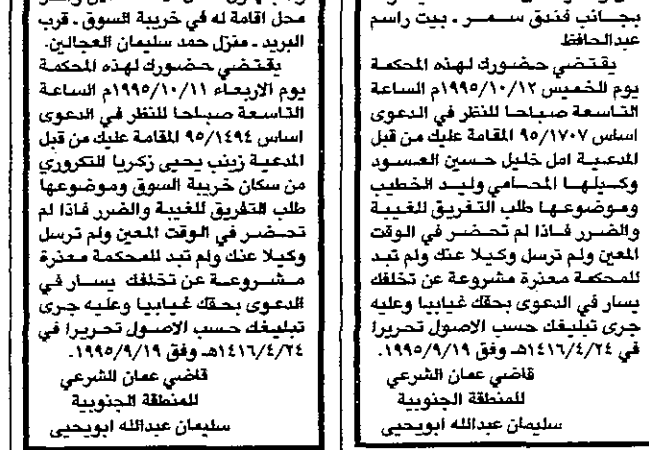 بجانب فندق سمر . بيت راسم
عبدالحافظ
يقتضي حضورك لهذه المحكمة
يوم الخميس ١٩٩٥/١٠/١٢م الساعة
التاسعة صباحا للنظر في الدعوى
اساس ٩٥/١٧٠٧ المقامة عليك من قبل
المدعية امل خليل حسين العسود
وكيلها المحامي وليد الخطيب
وموضوعها طلب التفريق للغيبة
والضرر فاذا لم تحضر في الوقت
المعين ولم ترسل وكيلا عنك ولم تبد
للمحكمة معذرة مشروعة عن تخلفك
يسار في الدعوى بحقك غيابيا وعليه
جرى تبليغك حسب الاصول تحريرا
في ١٤١٦/٤/٢٤هـ وفق ١٩٩٥/٩/١٩.
قاضي عمان الشرعي
للمنطقة الجنوبية
سليمان عبدالله ابويحيى
محل اقامة له في خريبة السوق . قرب
البريد . منزل حمد سليمان العجالين.
يقتضي حضورك لهذه المحكمة
يوم الاربعاء ١٩٩٥/١٠/١١م الساعة
التاسعة صباحا للنظر في الدعوى
اساس ٩٥/١٤٩٤ المقامة عليك من قبل
المدعية زينب يحيى زكريا التكروري
من سكان خريبة السوق وموضوعها
طلب التفريق للغيبة والضرر فاذا لم
تحضر في الوقت المعين ولم ترسل
وكيلا عنك ولم تبد للمحكمة معذرة
مشروعة عن تخلفك يسار في
الدعوى بحقك غيابيا وعليه جرى
تبليغك حسب الاصول تحريرا في
١٤١٦/٤/٢٤هـ وفق ١٩٩٥/٩/١٩.
قاضي عمان الشرعي
للمنطقة الجنوبية
سليمان عبدالله ابويحيى